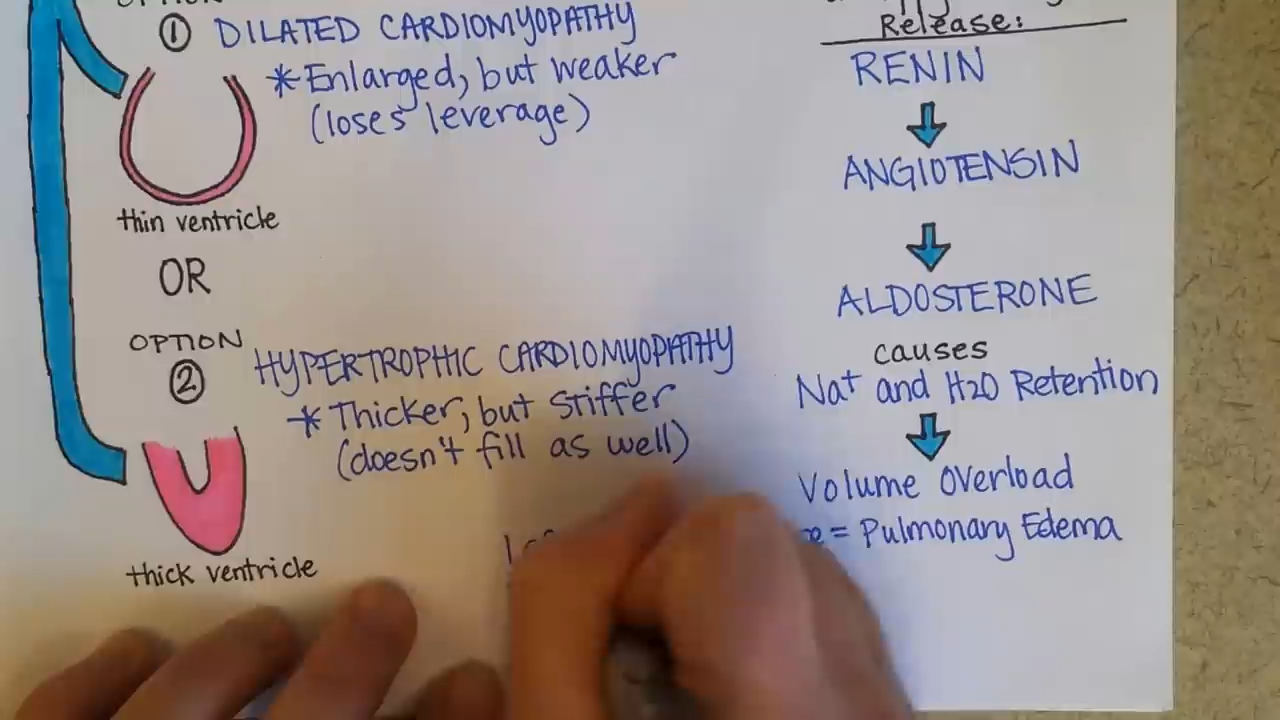 ① DILATED CARDIOMYOPATHY
* Enlarged, but weaker
(loses leverage)
thin ventricle
OR
OPTION
② HYPERTROPHIC CARDIOMYOPATHY
* Thicker, but stiffer
(doesn't fill as well)
thick ventricle
Release:
RENIN
ANGIOTENSIN
ALDOSTERONE
causes
Na+ and H2O Retention
Volume Overload
= Pulmonary Edema